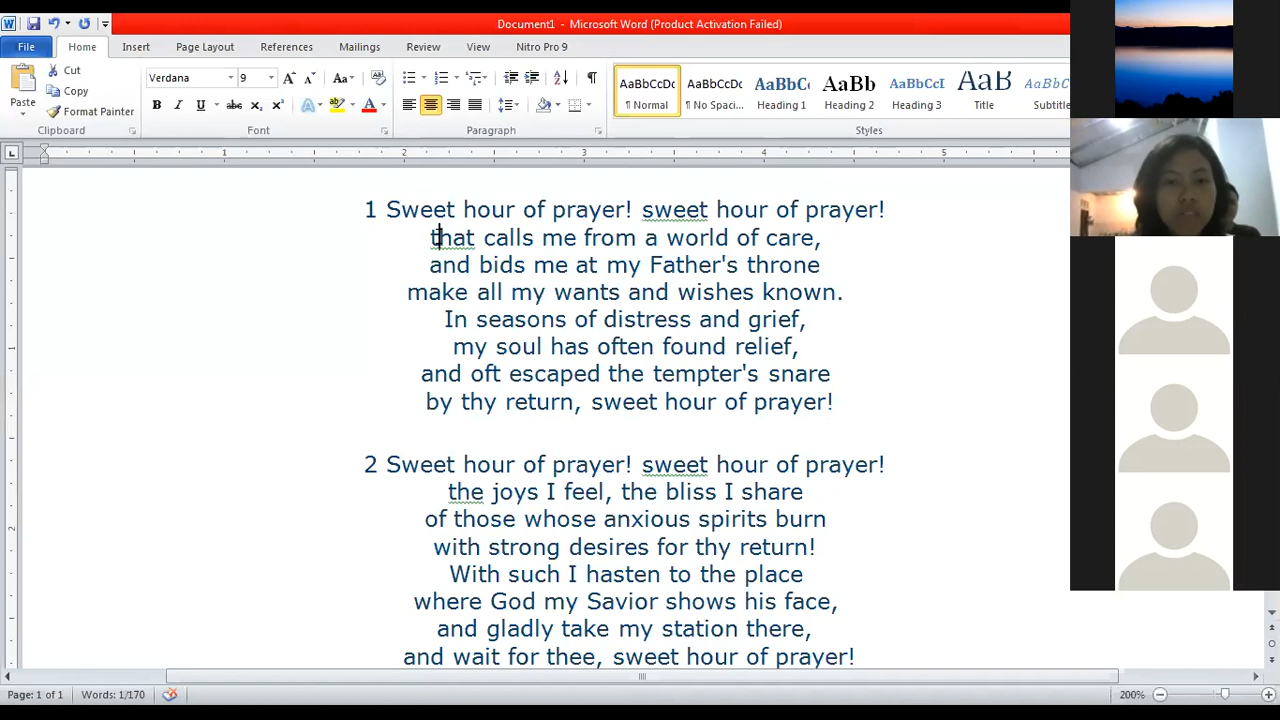 Document1 - Microsoft Word (Product Activation Failed)
File Home Insert Page Layout References Mailings Review View Nitro Pro 9
Paste
Cut
Copy
Format Painter
Clipboard
Verdana 9
Font
Paragraph
AaBbCcDc AaBbCcDc AaBbC AaBb AaBbCcI AaB AaBbC
¶ Normal ¶ No Spaci... Heading 1 Heading 2 Heading 3 Title Subtitle
Styles
1 2 3 4 5
1 Sweet hour of prayer! sweet hour of prayer!
that calls me from a world of care,
and bids me at my Father's throne
make all my wants and wishes known.
In seasons of distress and grief,
my soul has often found relief,
and oft escaped the tempter's snare
by thy return, sweet hour of prayer!
2 Sweet hour of prayer! sweet hour of prayer!
the joys I feel, the bliss I share
of those whose anxious spirits burn
with strong desires for thy return!
With such I hasten to the place
where God my Savior shows his face,
and gladly take my station there,
and wait for thee, sweet hour of prayer!
Page: 1 of 1 Words: 1/170 200%